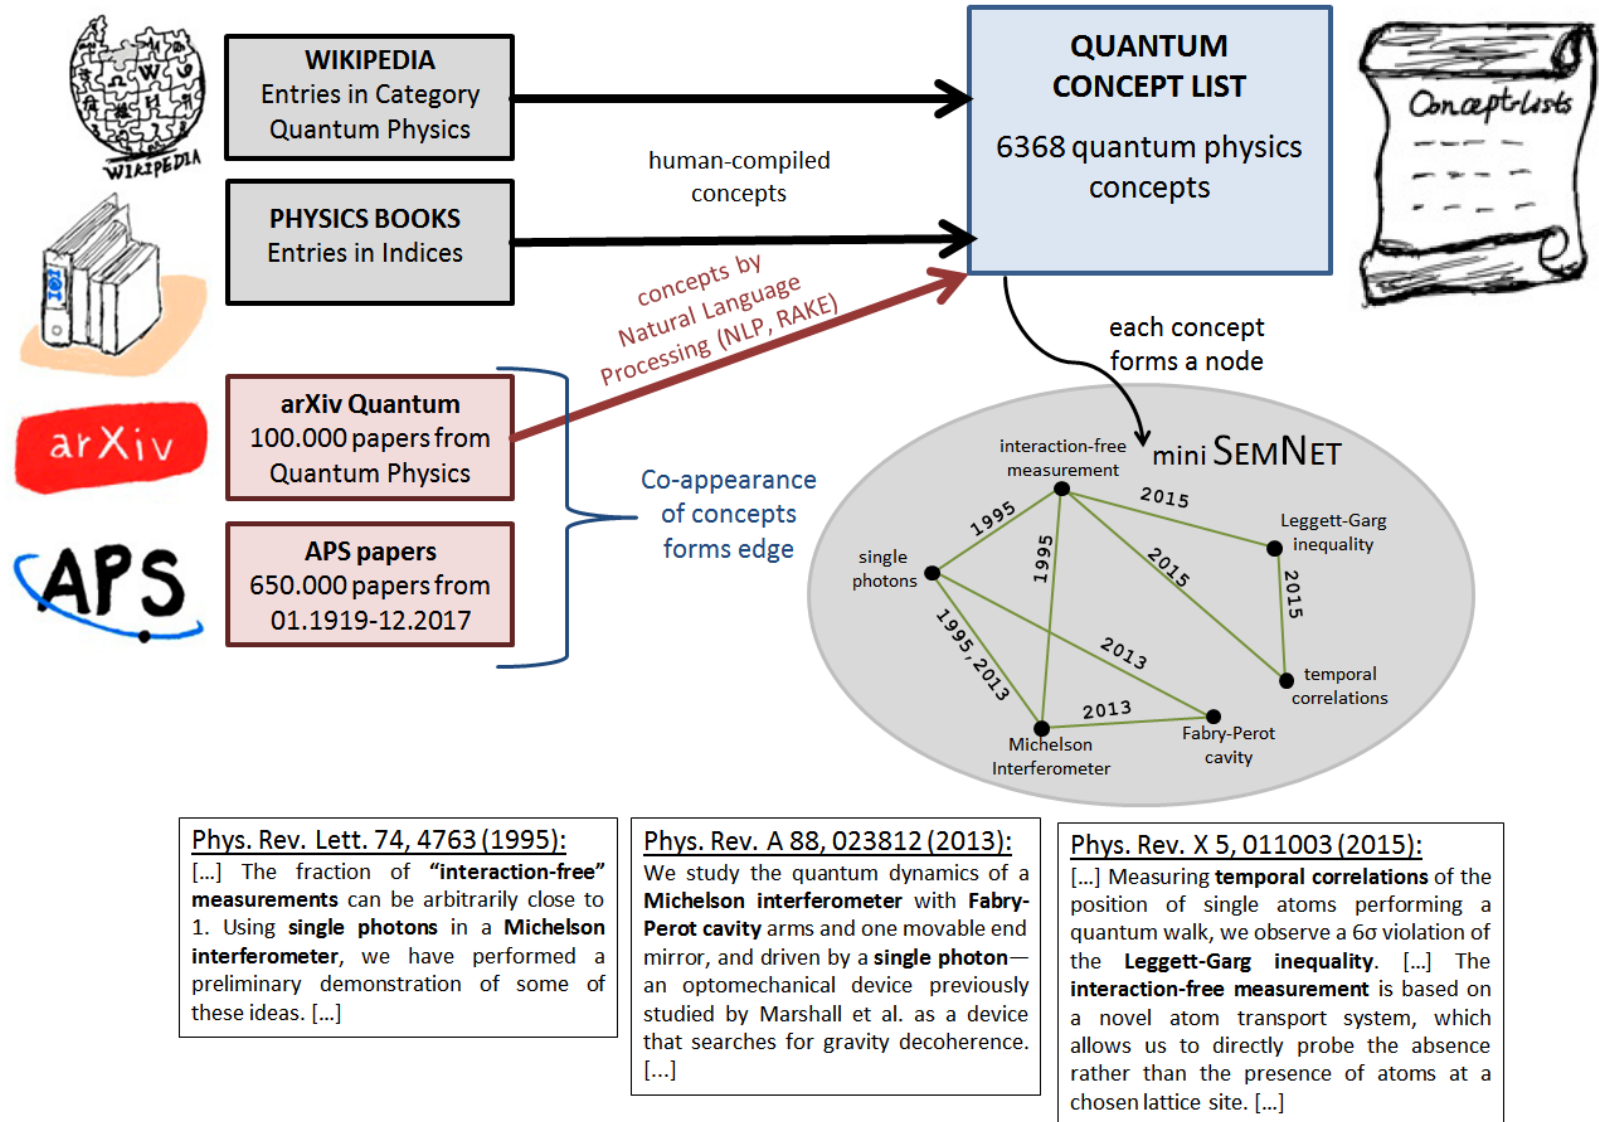 WIKIPEDIA
WIKIPEDIA
Entries in Category
Quantum Physics
PHYSICS BOOKS
Entries in Indices
human-compiled
concepts
QUANTUM
CONCEPT LIST
6368 quantum physics
concepts
Concept-Lists
concepts by
Natural Language
Processing (NLP, RAKE)
each concept
forms a node
arXiv
arXiv Quantum
100.000 papers from
Quantum Physics
APS
APS papers
650.000 papers from
01.1919-12.2017
Co-appearance
of concepts
forms edge
mini SEMNET
interaction-free
measurement
single
photons
Leggett-Garg
inequality
temporal
correlations
Michelson
Interferometer
Fabry-Perot
cavity
1995
1995
2015
2015
2015
1995, 2013
2013
2013
Phys. Rev. Lett. 74, 4763 (1995):
[...] The fraction of “interaction-free”
measurements can be arbitrarily close to
1. Using single photons in a Michelson
interferometer, we have performed a
preliminary demonstration of some of
these ideas. [...]
Phys. Rev. A 88, 023812 (2013):
We study the quantum dynamics of a
Michelson interferometer with Fabry-
Perot cavity arms and one movable end
mirror, and driven by a single photon—
an optomechanical device previously
studied by Marshall et al. as a device
that searches for gravity decoherence.
[...]
Phys. Rev. X 5, 011003 (2015):
[...] Measuring temporal correlations of the
position of single atoms performing a
quantum walk, we observe a 6σ violation of
the Leggett-Garg inequality. [...] The
interaction-free measurement is based on
a novel atom transport system, which
allows us to directly probe the absence
rather than the presence of atoms at a
chosen lattice site. [...]